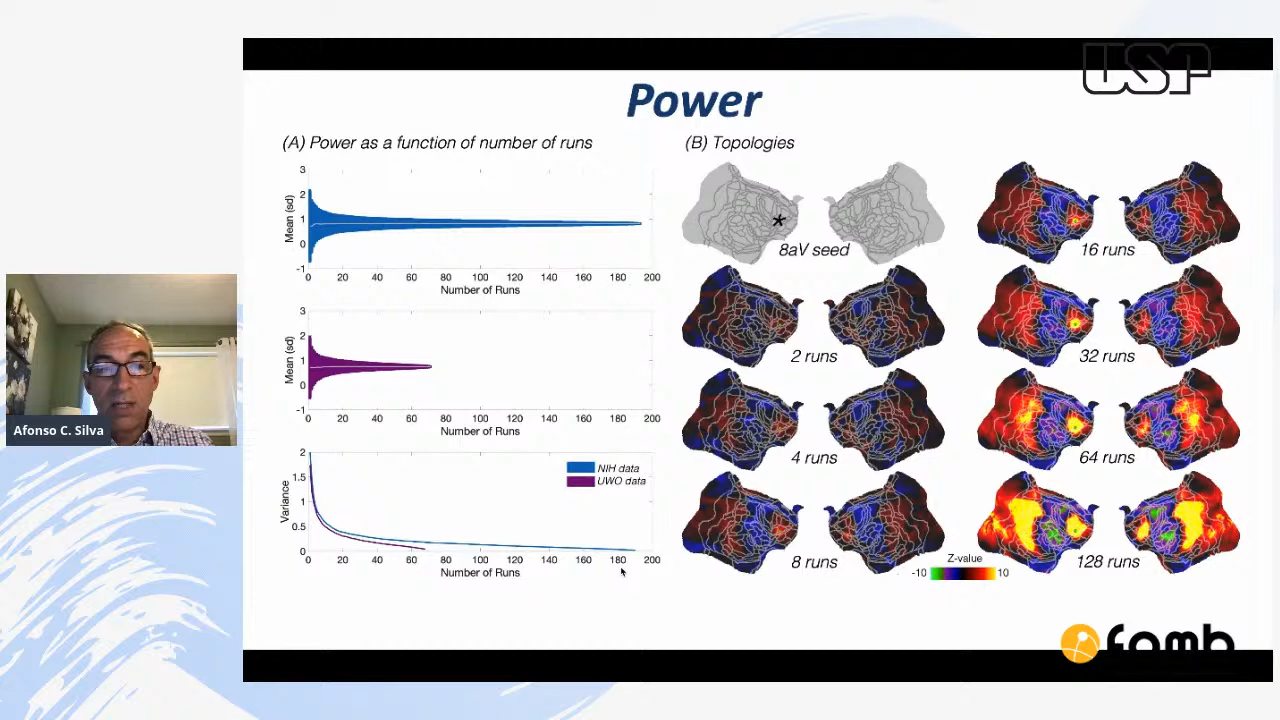 USP
Power
(A) Power as a function of number of runs
3
2
1
0
-1
Mean (sd)
0 20 40 60 80 100 120 140 160 180 200
Number of Runs
3
2
1
0
-1
Mean (sd)
0 20 40 60 80 100 120 140 160 180 200
Number of Runs
2
1.5
1
0.5
0
Variance
NIH data
UWO data
0 20 40 60 80 100 120 140 160 180 200
Number of Runs
(B) Topologies
*
8aV seed
16 runs
2 runs
32 runs
4 runs
64 runs
8 runs
128 runs
Z-value
-10 10
Afonso C. Silva
famb